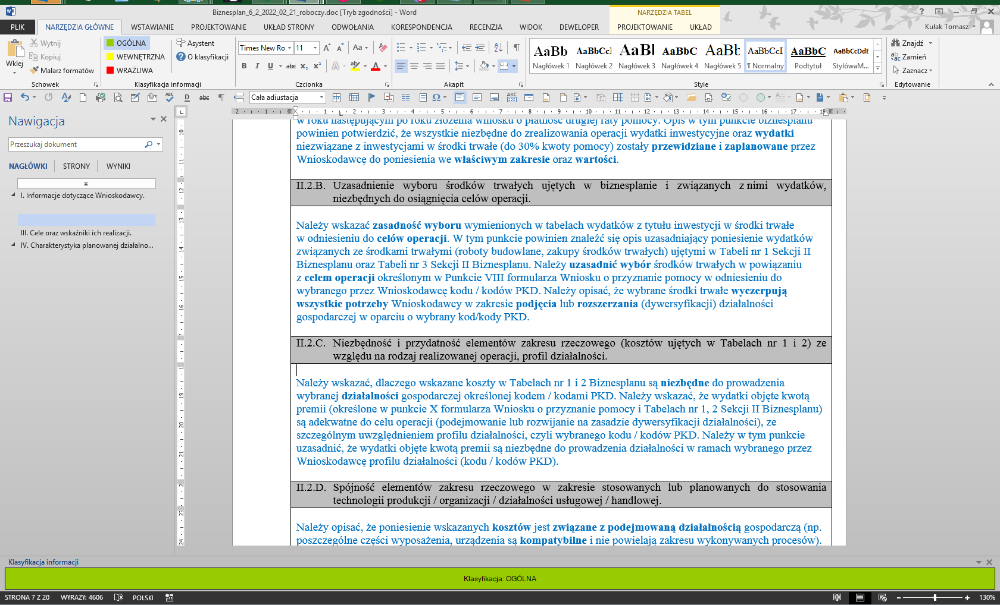 Biznesplan_6_2_2022_02_21_roboczy.doc [Tryb zgodności] - Word
NARZĘDZIA TABEL
PLIK NARZĘDZIA GŁÓWNE WSTAWIANIE PROJEKTOWANIE UKŁAD STRONY ODWOŁANIA KORESPONDENCJA RECENZJA WIDOK DEWELOPER PROJEKTOWANIE UKŁAD Kułak Tomasz
Wklej
Wytnij
Kopiuj
Malarz formatów
Schowek
OGÓLNA
WEWNĘTRZNA
WRAŻLIWA
Asystent
O klasyfikacji
Klasyfikacja informacji
Times New Ro 11
Czcionka
Akapit
AaBb AaBbCcI AaBl AaBbC AaBb AaBbCcI AaBbC AaBbCcDdE
Nagłówek 1 Nagłówek 2 Nagłówek 3 Nagłówek 4 Nagłówek 5 ¶ Normalny Podtytuł StylówaM...
Style
Znajdź
Zamień
Zaznacz
Edytowanie
Cała adiustacja
Nawigacja
Przeszukaj dokument
NAGŁÓWKI STRONY WYNIKI
I. Informacje dotyczące Wnioskodawcy.
III. Cele oraz wskaźniki ich realizacji.
IV. Charakterystyka planowanej działalno...
w roku następującym po roku złożenia wniosku o płatność drugiej raty pomocy. Opis w tym punkcie biznesplanu
powinien potwierdzić, że wszystkie niezbędne do zrealizowania operacji wydatki inwestycyjne oraz wydatki
niezwiązane z inwestycjami w środki trwałe (do 30% kwoty pomocy) zostały przewidziane i zaplanowane przez
Wnioskodawcę do poniesienia we właściwym zakresie oraz wartości.
II.2.B. Uzasadnienie wyboru środków trwałych ujętych w biznesplanie i związanych z nimi wydatków,
niezbędnych do osiągnięcia celów operacji.
Należy wskazać zasadność wyboru wymienionych w tabelach wydatków z tytułu inwestycji w środki trwałe
w odniesieniu do celów operacji. W tym punkcie powinien znaleźć się opis uzasadniający poniesienie wydatków
związanych ze środkami trwałymi (roboty budowlane, zakupy środków trwałych) ujętymi w Tabeli nr 1 Sekcji II
Biznesplanu oraz Tabeli nr 3 Sekcji II Biznesplanu. Należy uzasadnić wybór środków trwałych w powiązaniu
z celem operacji określonym w Punkcie VIII formularza Wniosku o przyznanie pomocy w odniesieniu do
wybranego przez Wnioskodawcę kodu / kodów PKD. Należy opisać, że wybrane środki trwałe wyczerpują
wszystkie potrzeby Wnioskodawcy w zakresie podjęcia lub rozszerzania (dywersyfikacji) działalności
gospodarczej w oparciu o wybrany kod/kody PKD.
II.2.C. Niezbędność i przydatność elementów zakresu rzeczowego (kosztów ujętych w Tabelach nr 1 i 2) ze
względu na rodzaj realizowanej operacji, profil działalności.
Należy wskazać, dlaczego wskazane koszty w Tabelach nr 1 i 2 Biznesplanu są niezbędne do prowadzenia
wybranej działalności gospodarczej określonej kodem / kodami PKD. Należy wskazać, że wydatki objęte kwotą
premii (określone w punkcie X formularza Wniosku o przyznanie pomocy i Tabelach nr 1, 2 Sekcji II Biznesplanu)
są adekwatne do celu operacji (podejmowanie lub rozwijanie na zasadzie dywersyfikacji działalności), ze
szczególnym uwzględnieniem profilu działalności, czyli wybranego kodu / kodów PKD. Należy w tym punkcie
uzasadnić, że wydatki objęte kwotą premii są niezbędne do prowadzenia działalności w ramach wybranego przez
Wnioskodawcę profilu działalności (kodu / kodów PKD).
II.2.D. Spójność elementów zakresu rzeczowego w zakresie stosowanych lub planowanych do stosowania
technologii produkcji / organizacji / działalności usługowej / handlowej.
Należy opisać, że poniesienie wskazanych kosztów jest związane z podejmowaną działalnością gospodarczą (np.
poszczególne części wyposażenia, urządzenia są kompatybilne i nie powielają zakresu wykonywanych procesów).
Klasyfikacja informacji
Klasyfikacja: OGÓLNA
STRONA 7 Z 20 WYRAZY: 4606 POLSKI 130%